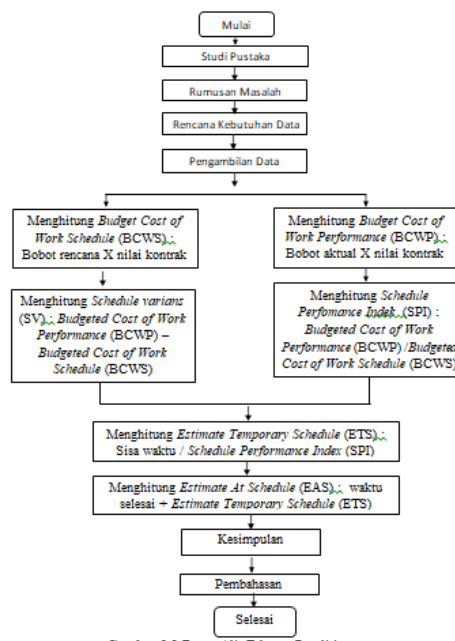 Mulai
Studi Pustaka
Rumusan Masalah
Rencana Kebutuhan Data
Pengambilan Data
Menghitung Budget Cost of
Work Schedule (BCWS) :
Bobot rencana X nilai kontrak
Menghitung Budget Cost of
Work Performance (BCWP) :
Bobot aktual X nilai kontrak
Menghitung Schedule varians
(SV) : Budgeted Cost of Work
Performance (BCWP) –
Budgeted Cost of Work
Schedule (BCWS)
Menghitung Schedule
Perfomance Indek (SPI) :
Budgeted Cost of Work
Performance (BCWP) /Budgeted
Cost of Work Schedule (BCWS)
Menghitung Estimate Temporary Schedule (ETS) :
Sisa waktu / Schedule Performance Index (SPI)
Menghitung Estimate At Schedule (EAS) : waktu
selesai + Estimate Temporary Schedule (ETS)
Kesimpulan
Pembahasan
Selesai